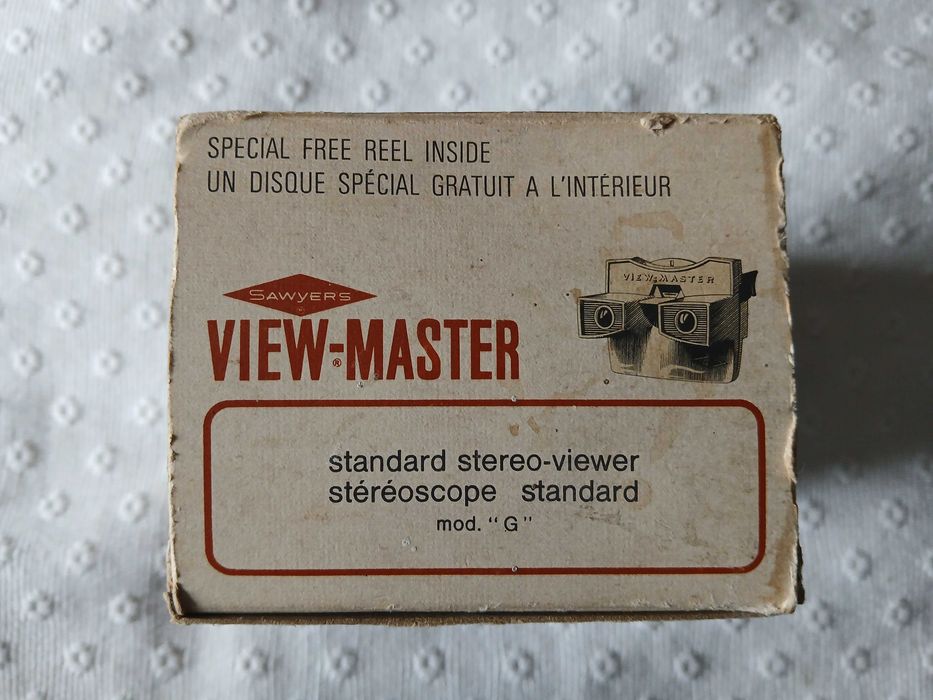 SPECIAL FREE REEL INSIDE
UN DISQUE SPÉCIAL GRATUIT A L'INTÉRIEUR
VIEW-MASTER
SAWYERS
VIEW-MASTER®
standard stereo-viewer
stéréoscope standard
mod. "G"